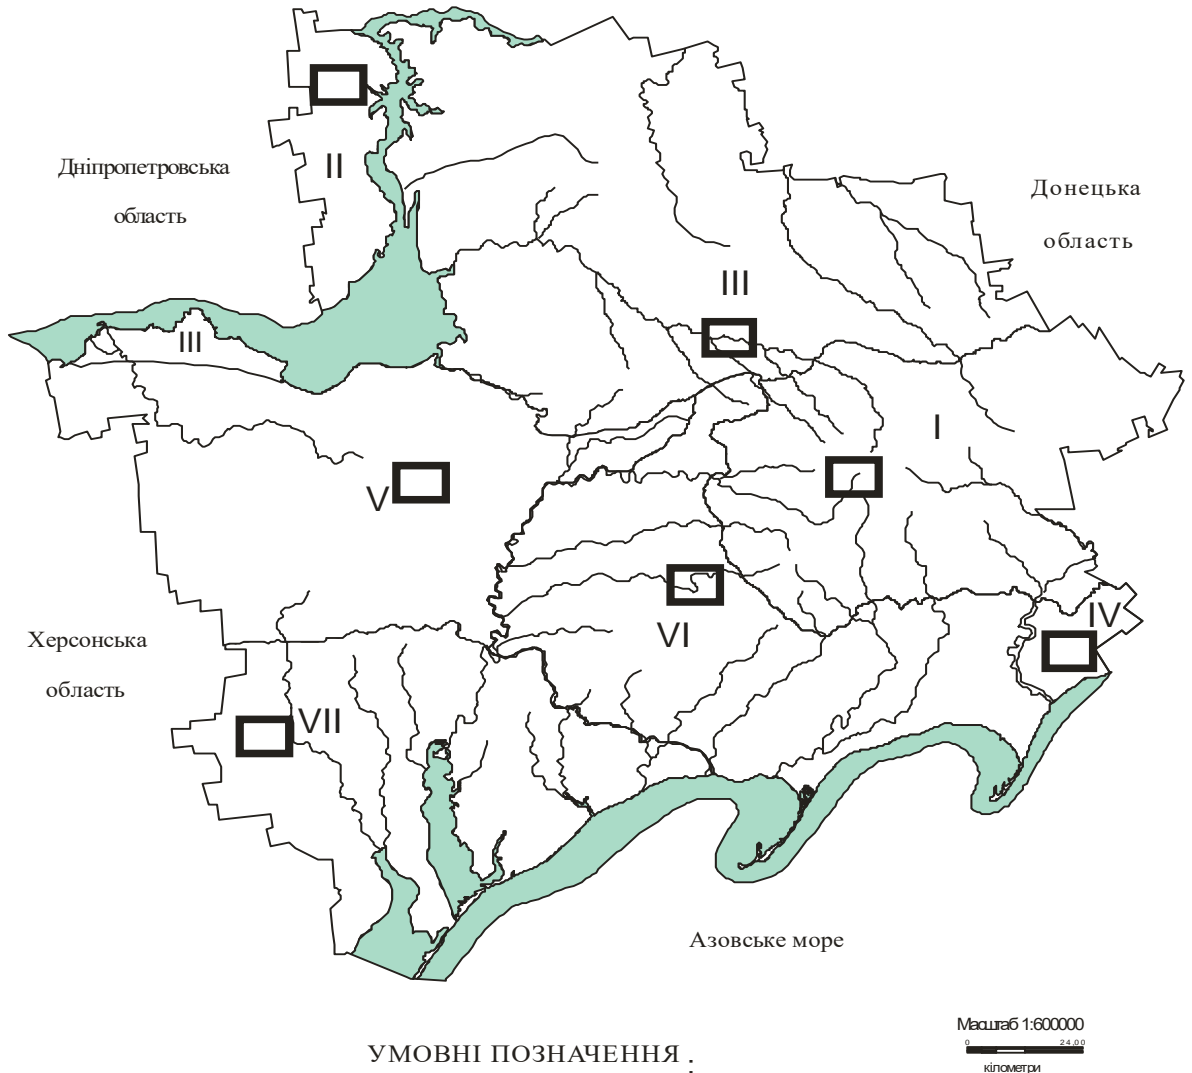 II
Дніпропетровська
область
Донецька
область
III
III
I
V
VI
IV
Херсонська
область
VII
Азовське море
Масштаб 1:600000
0 24,00
кілометри
УМОВНІ ПОЗНАЧЕННЯ :